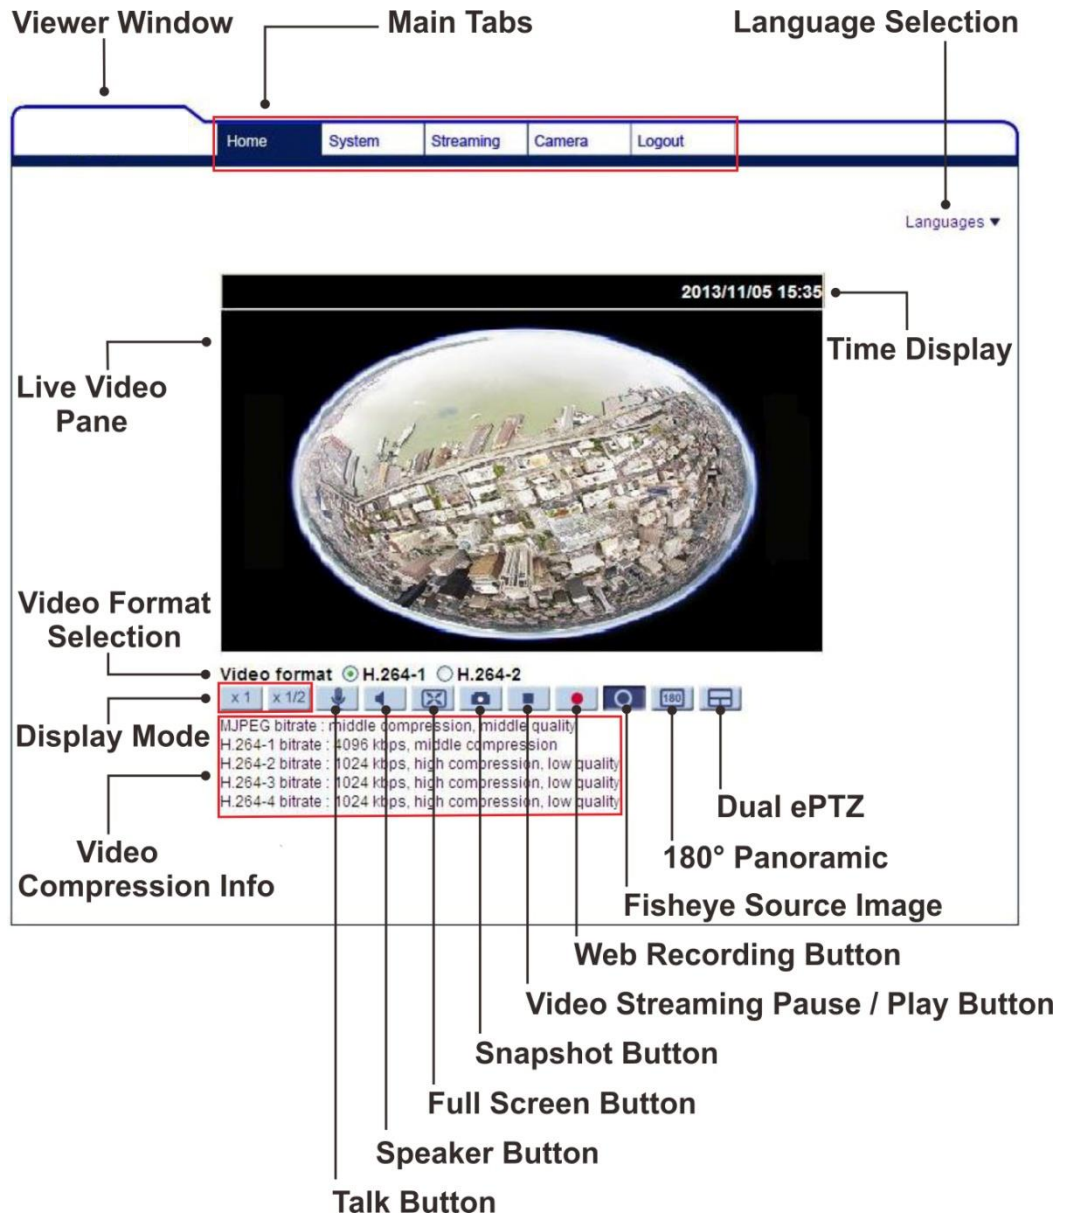 Viewer Window
Main Tabs
Language Selection
Home System Streaming Camera Logout
Languages ▼
2013/11/05 15:35
Time Display
Live Video
Pane
Video Format
Selection
Video format H.264-1 H.264-2
x 1 x 1/2 180
Display Mode
MJPEG bitrate : middle compression, middle quality
H.264-1 bitrate : 4096 kbps, middle compression
H.264-2 bitrate : 1024 kbps, high compression, low quality
H.264-3 bitrate : 1024 kbps, high compression, low quality
H.264-4 bitrate : 1024 kbps, high compression, low quality
Video
Compression Info
Dual ePTZ
180° Panoramic
Fisheye Source Image
Web Recording Button
Video Streaming Pause / Play Button
Snapshot Button
Full Screen Button
Speaker Button
Talk Button